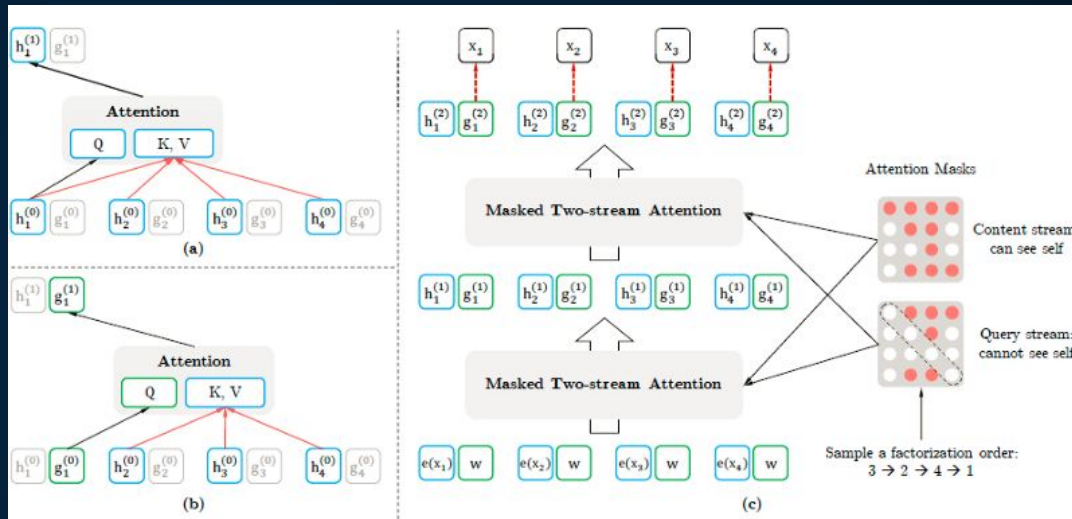 h₁⁽¹⁾ g₁⁽¹⁾
Attention
Q K, V
h₁⁽⁰⁾ g₁⁽⁰⁾ h₂⁽⁰⁾ g₂⁽⁰⁾ h₃⁽⁰⁾ g₃⁽⁰⁾ h₄⁽⁰⁾ g₄⁽⁰⁾
(a)
h₁⁽¹⁾ g₁⁽¹⁾
Attention
Q K, V
h₁⁽⁰⁾ g₁⁽⁰⁾ h₂⁽⁰⁾ g₂⁽⁰⁾ h₃⁽⁰⁾ g₃⁽⁰⁾ h₄⁽⁰⁾ g₄⁽⁰⁾
(b)
x₁ x₂ x₃ x₄
h₁⁽²⁾ g₁⁽²⁾ h₂⁽²⁾ g₂⁽²⁾ h₃⁽²⁾ g₃⁽²⁾ h₄⁽²⁾ g₄⁽²⁾
Masked Two-stream Attention
h₁⁽¹⁾ g₁⁽¹⁾ h₂⁽¹⁾ g₂⁽¹⁾ h₃⁽¹⁾ g₃⁽¹⁾ h₄⁽¹⁾ g₄⁽¹⁾
Masked Two-stream Attention
e(x₁) w e(x₂) w e(x₃) w e(x₄) w
(c)
Attention Masks
Content stream:
can see self
Query stream:
cannot see self
Sample a factorization order:
3 → 2 → 4 → 1